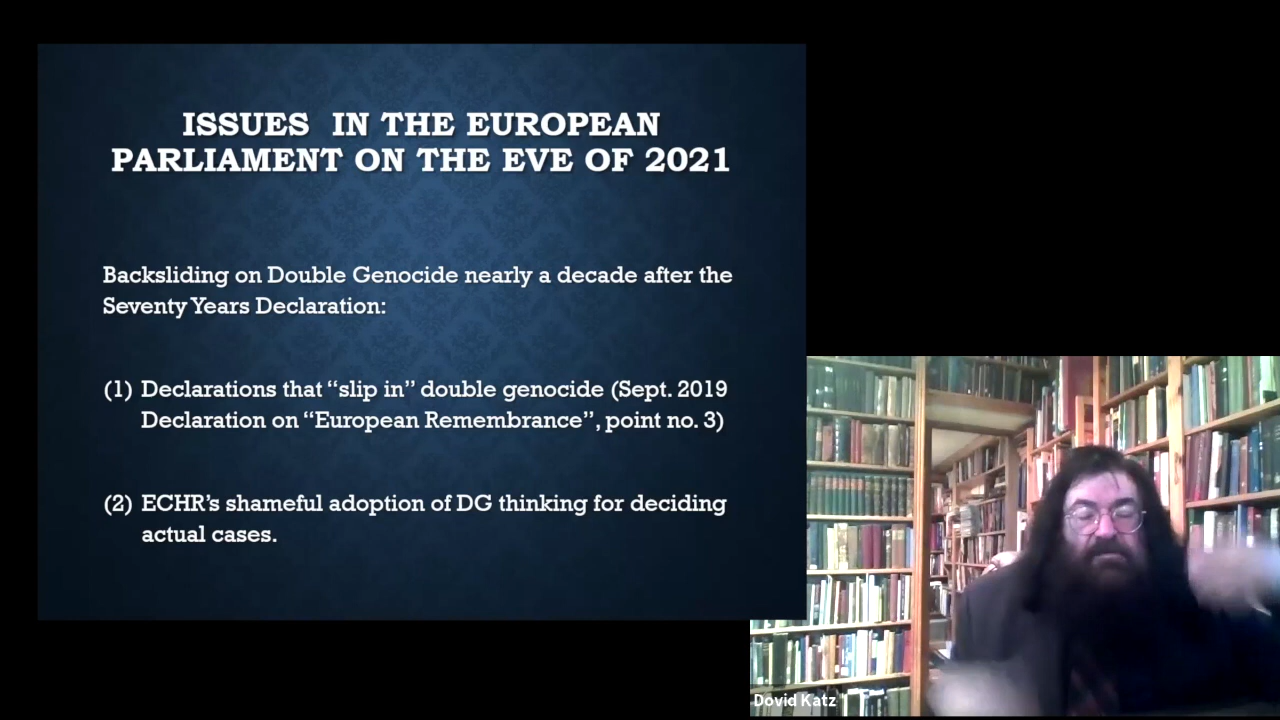 ISSUES IN THE EUROPEAN
PARLIAMENT ON THE EVE OF 2021
Backsliding on Double Genocide nearly a decade after the
Seventy Years Declaration:
(1) Declarations that “slip in” double genocide (Sept. 2019
Declaration on “European Remembrance”, point no. 3)
(2) ECHR’s shameful adoption of DG thinking for deciding
actual cases.
Dovid Katz